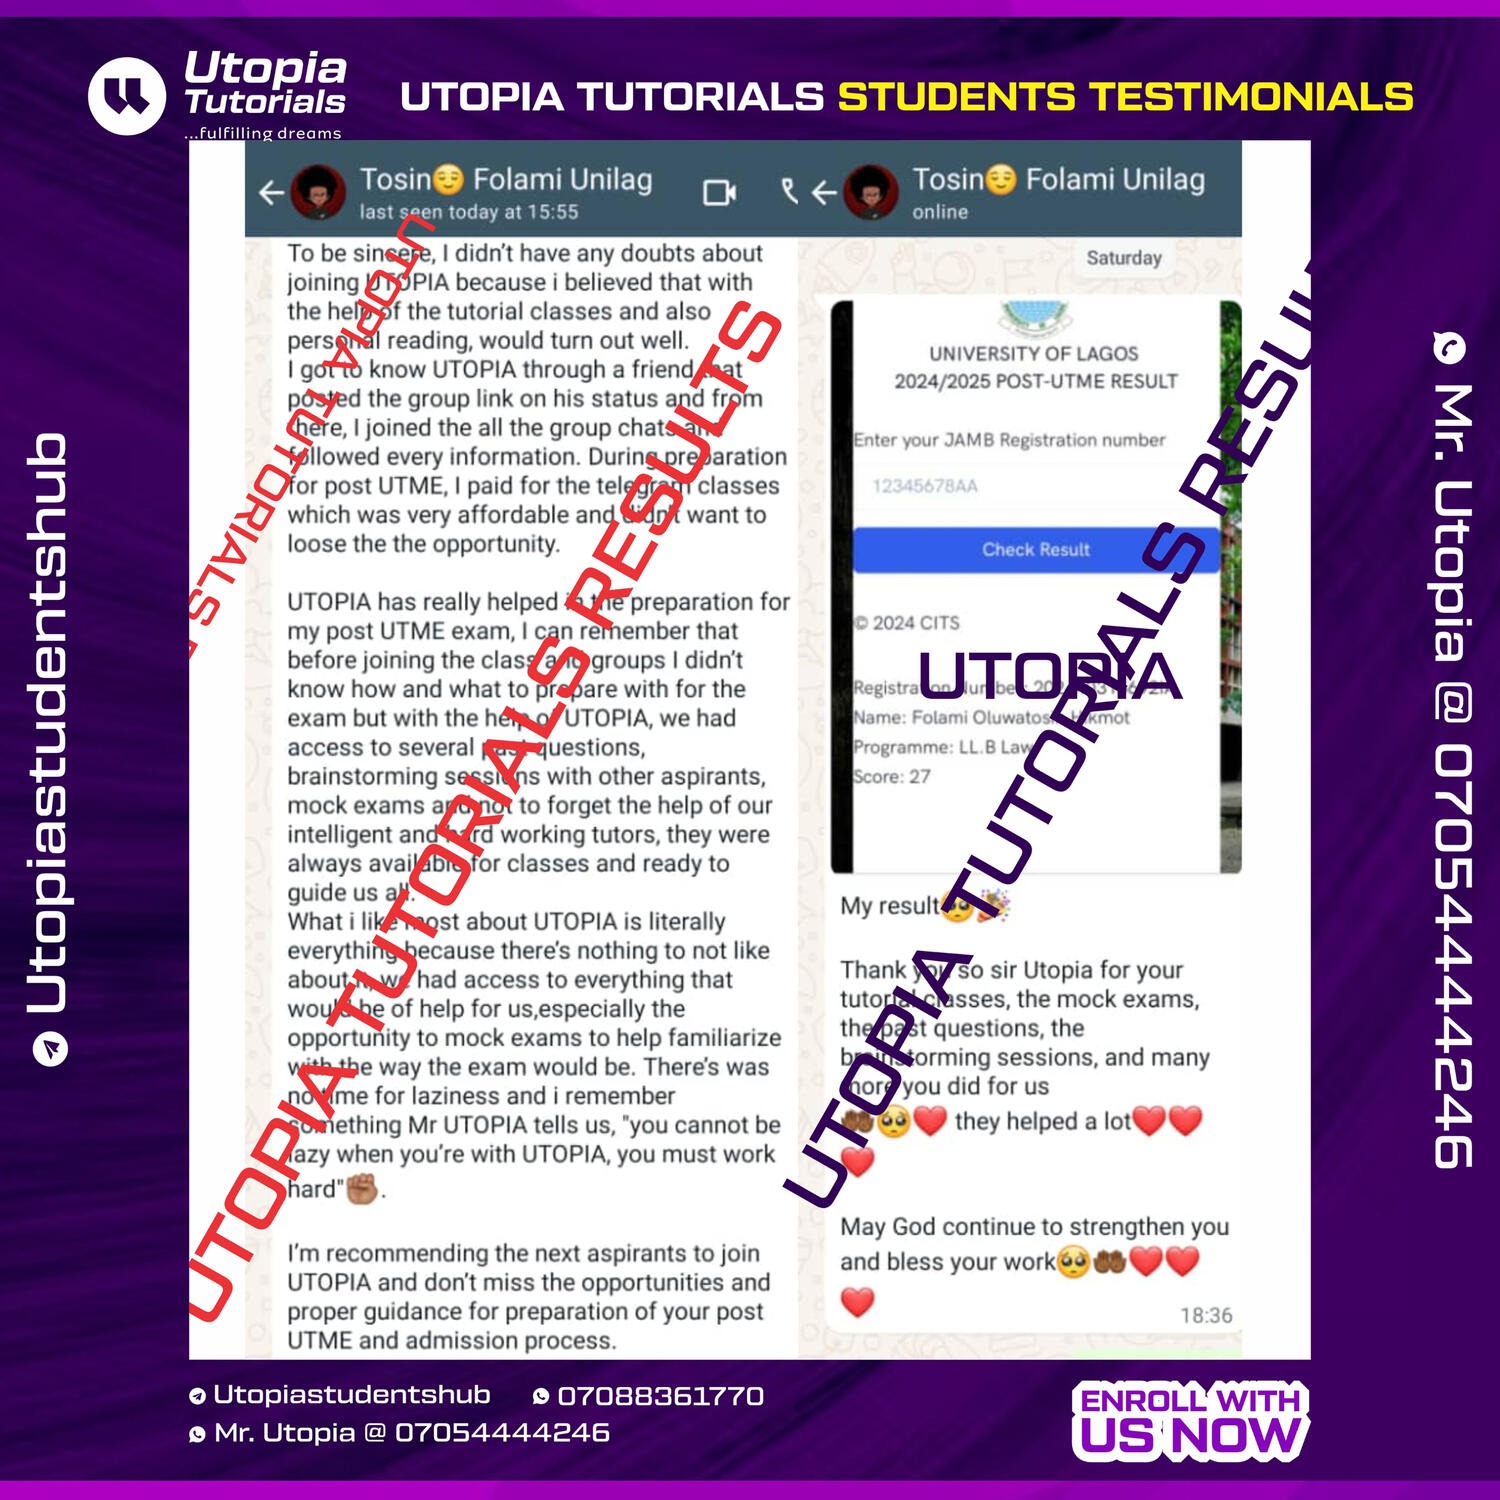 Utopia
Tutorials
...fulfilling dreams
UTOPIA TUTORIALS STUDENTS TESTIMONIALS
Tosin😌 Folami Unilag
last seen today at 15:55
To be sincere, I didn't have any doubts about
joining UTOPIA because i believed that with
the help of the tutorial classes and also
personal reading, would turn out well.
I got to know UTOPIA through a friend that
posted the group link on his status and from
there, I joined the all the group chats and
followed every information. During preparation
for post UTME, I paid for the telegram classes
which was very affordable and didn't want to
loose the the opportunity.
UTOPIA has really helped in the preparation for
my post UTME exam, I can remember that
before joining the class and groups I didn't
know how and what to prepare with for the
exam but with the help of UTOPIA, we had
access to several past questions,
brainstorming sessions with other aspirants,
mock exams and not to forget the help of our
intelligent and hard working tutors, they were
always available for classes and ready to
guide us all.
What i like most about UTOPIA is literally
everything because there's nothing to not like
about it, we had access to everything that
would be of help for us,especially the
opportunity to mock exams to help familiarize
with the way the exam would be. There's was
no time for laziness and i remember
something Mr UTOPIA tells us, "you cannot be
lazy when you're with UTOPIA, you must work
hard"✊🏽.
I'm recommending the next aspirants to join
UTOPIA and don't miss the opportunities and
proper guidance for preparation of your post
UTME and admission process.
UTOPIA TUTORIALS
UTOPIA TUTORIALS RESULTS
Tosin😌 Folami Unilag
online
Saturday
UNIVERSITY OF LAGOS
2024/2025 POST-UTME RESULT
Enter your JAMB Registration number
12345678AA
Check Result
© 2024 CITS
UTOPIA
Registration Number:
Name: Folami Oluwatosin
Programme: LL.B Law
Score: 27
My result🥺🎉
Thank you so sir Utopia for your
tutorial classes, the mock exams,
the past questions, the
brainstorming sessions, and many
more you did for us
🤲🏾🥺❤️ they helped a lot❤️❤️
❤️
May God continue to strengthen you
and bless your work🥺🤲🏾❤️❤️
❤️
18:36
UTOPIA TUTORIALS RESUL
Utopiastudentshub
Mr. Utopia @ 07054444246
Utopiastudentshub 07088361770
Mr. Utopia @ 07054444246
ENROLL WITH
US NOW